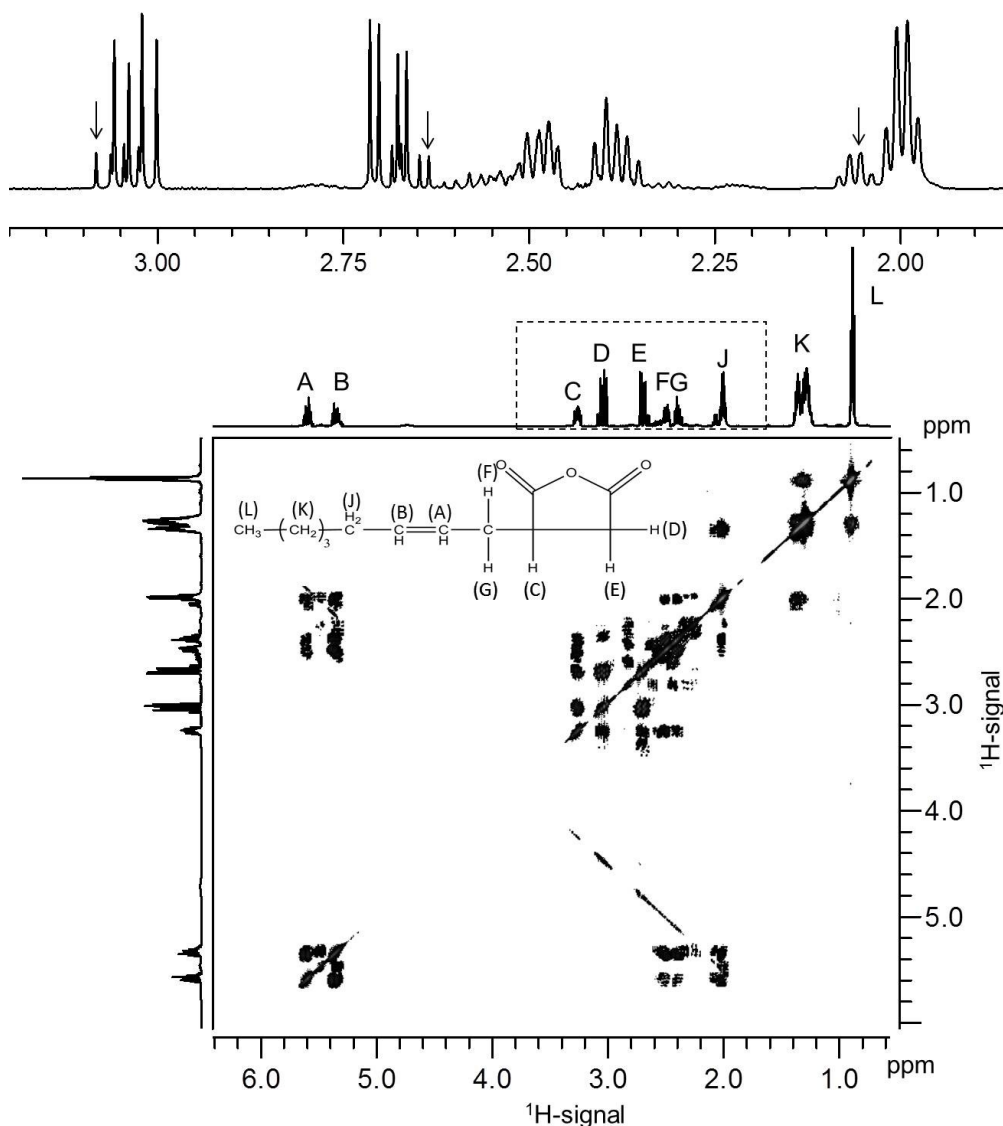 3.00 2.75 2.50 2.25 2.00
L
D
E
K
A
B
C
F
G
J
ppm
(F)
H
O
O
O
(L)
(K)
(J)
(B)
(A)
CH₃
(CH₂)₃
H₂
C
C
H
C
H
C
H
(D)
H
(G)
H
(C)
H
(E)
1.0
2.0
3.0
4.0
5.0
¹H-signal
6.0 5.0 4.0 3.0 2.0 1.0 ppm
¹H-signal